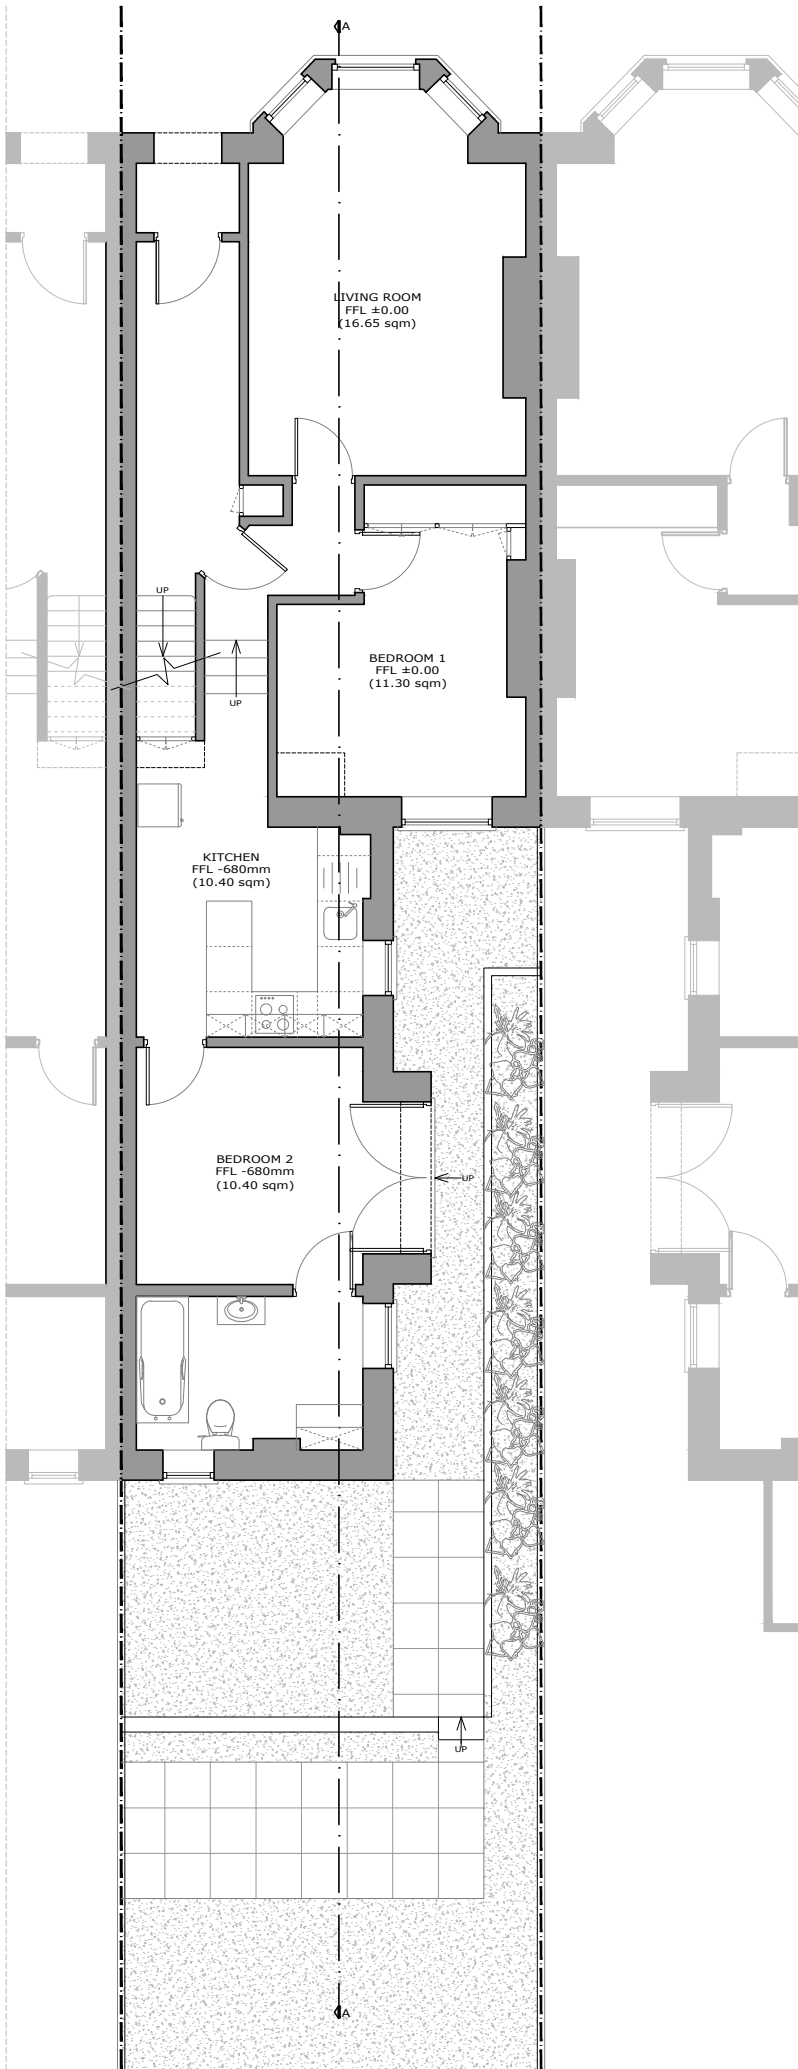 A
LIVING ROOM
FFL ±0.00
(16.65 sqm)
UP
BEDROOM 1
FFL ±0.00
(11.30 sqm)
UP
KITCHEN
FFL -680mm
(10.40 sqm)
BEDROOM 2
FFL -680mm
(10.40 sqm)
UP
UP
A